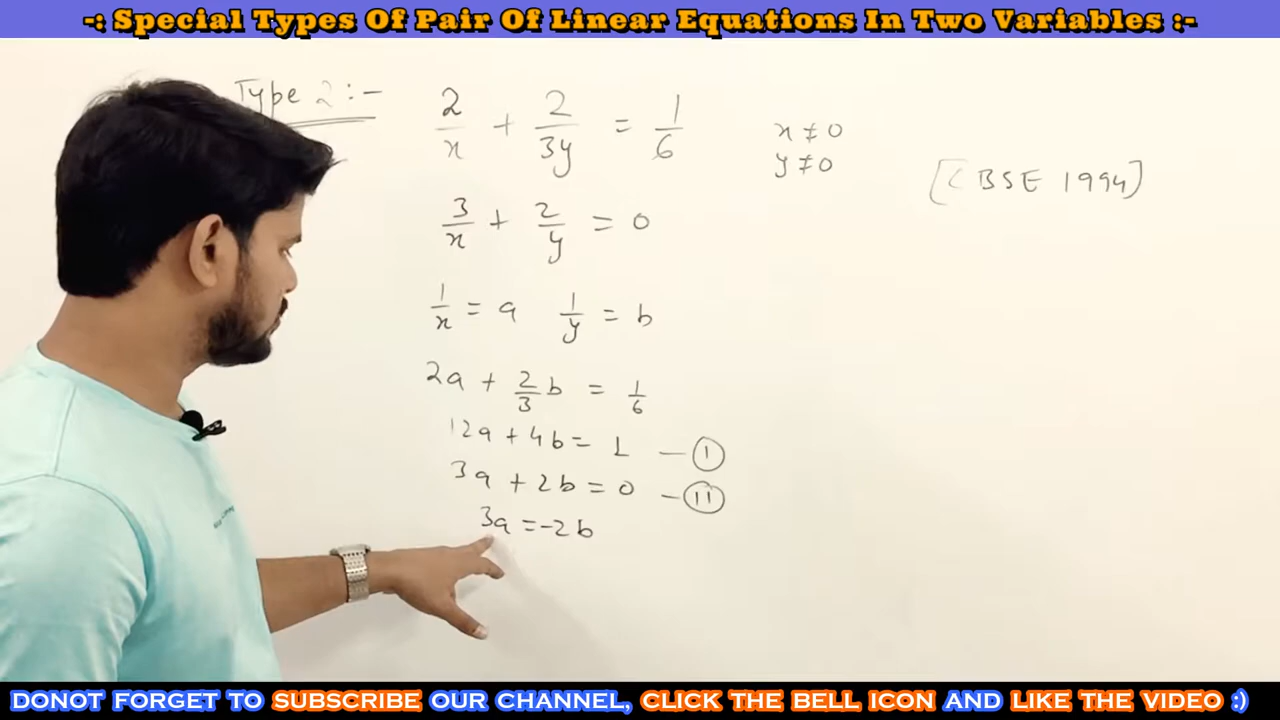 -: Special Types Of Pair Of Linear Equations In Two Variables :-
Type 2 :-
2/x + 2/3y = 1/6
x ≠ 0
y ≠ 0
[CBSE 1994]
3/x + 2/y = 0
1/x = a 1/y = b
2a + 2/3 b = 1/6
12a + 4b = 1 — (I)
3a + 2b = 0 — (II)
3a = -2b
DONOT FORGET TO SUBSCRIBE OUR CHANNEL, CLICK THE BELL ICON AND LIKE THE VIDEO :)